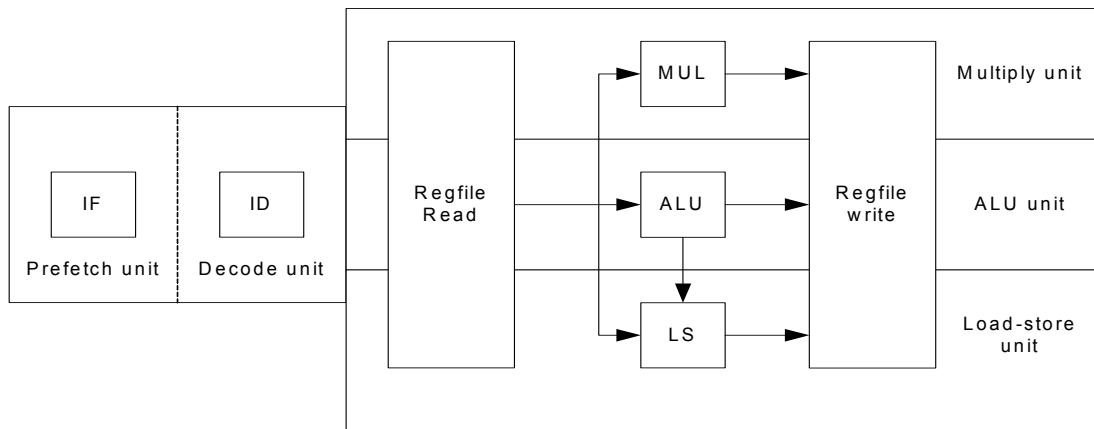 IF
Prefetch unit
ID
Decode unit
Regfile
Read
MUL
ALU
LS
Regfile
write
Multiply unit
ALU unit
Load-store
unit